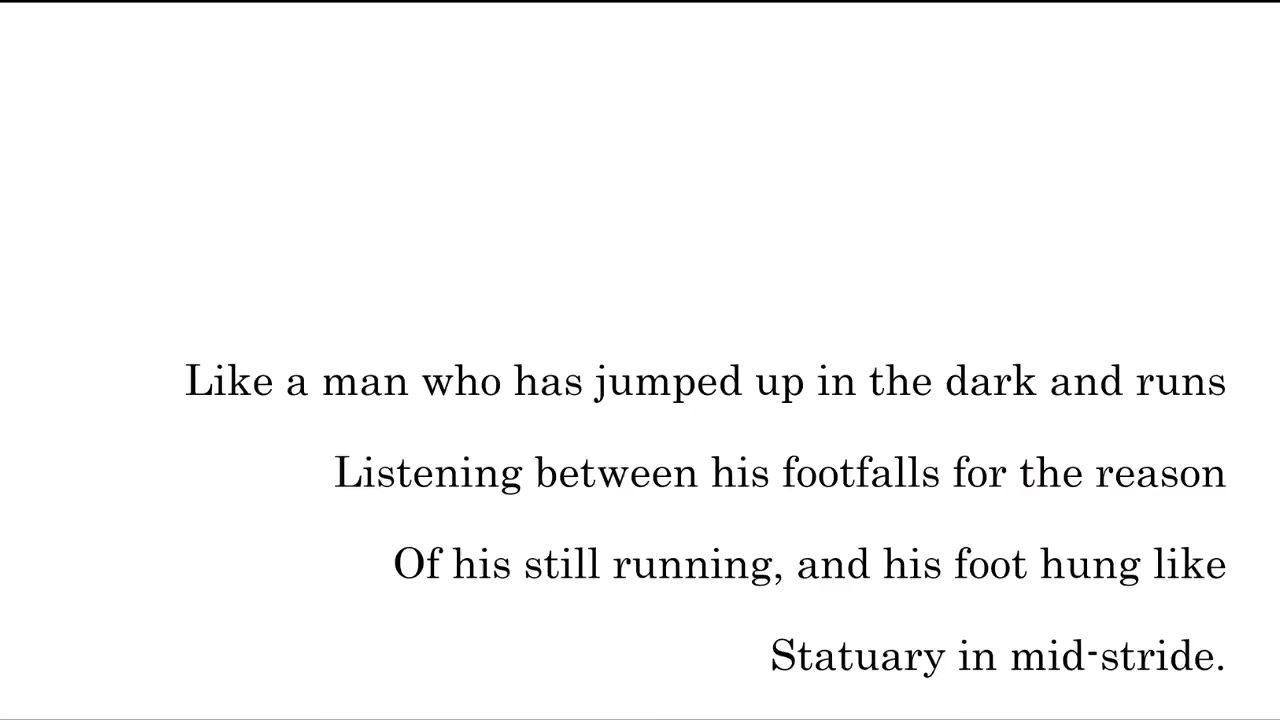 Like a man who has jumped up in the dark and runs
Listening between his footfalls for the reason
Of his still running, and his foot hung like
Statuary in mid-stride.